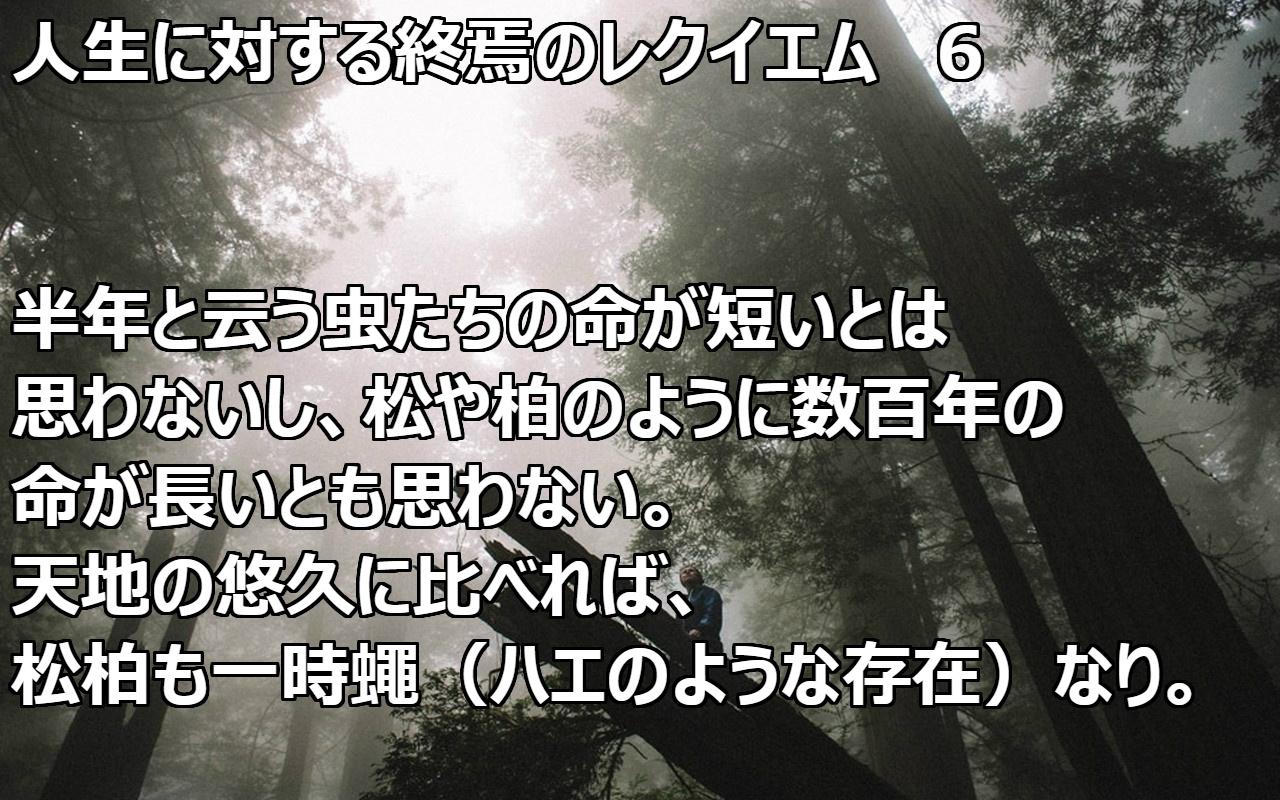 人生に対する終焉のレクイエム　６
半年と云う虫たちの命が短いとは
思わないし、松や柏のように数百年の
命が長いとも思わない。
天地の悠久に比べれば、
松柏も一時蠅（ハエのような存在）なり。